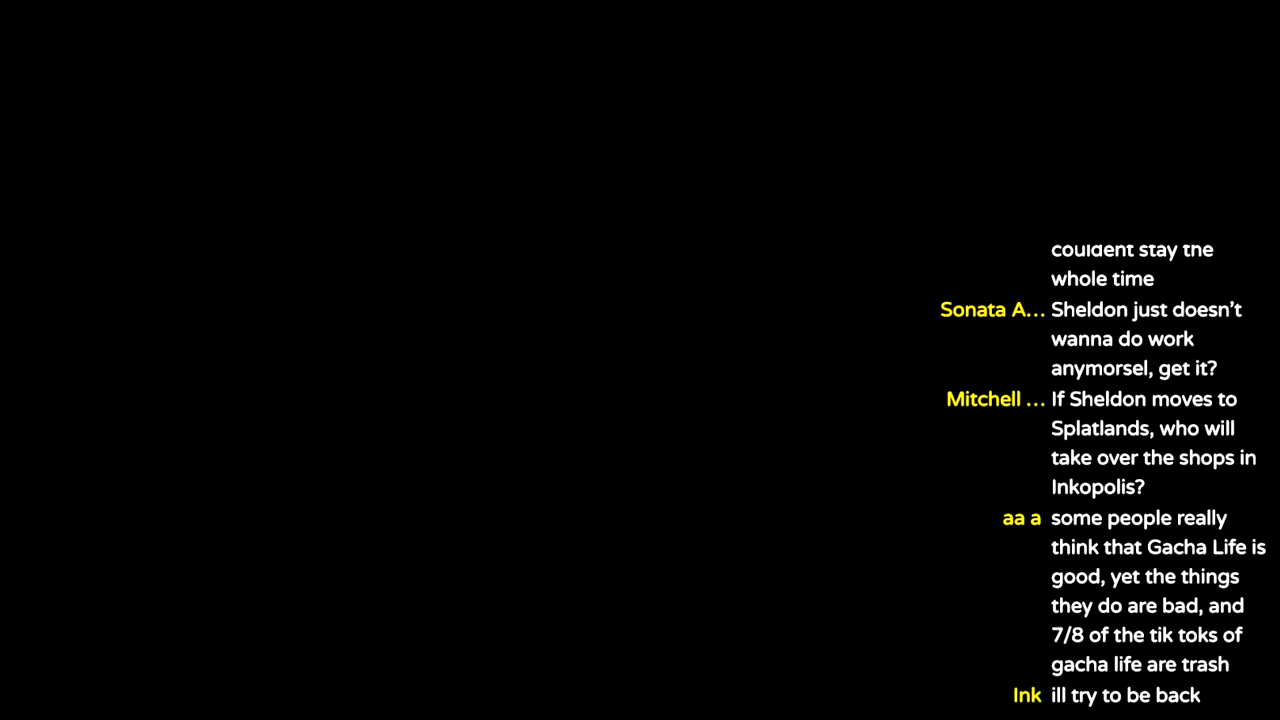 couldent stay the
whole time
Sonata A... Sheldon just doesn't
wanna do work
anymorsel, get it?
Mitchell ... If Sheldon moves to
Splatlands, who will
take over the shops in
Inkopolis?
aa a some people really
think that Gacha Life is
good, yet the things
they do are bad, and
7/8 of the tik toks of
gacha life are trash
Ink ill try to be back